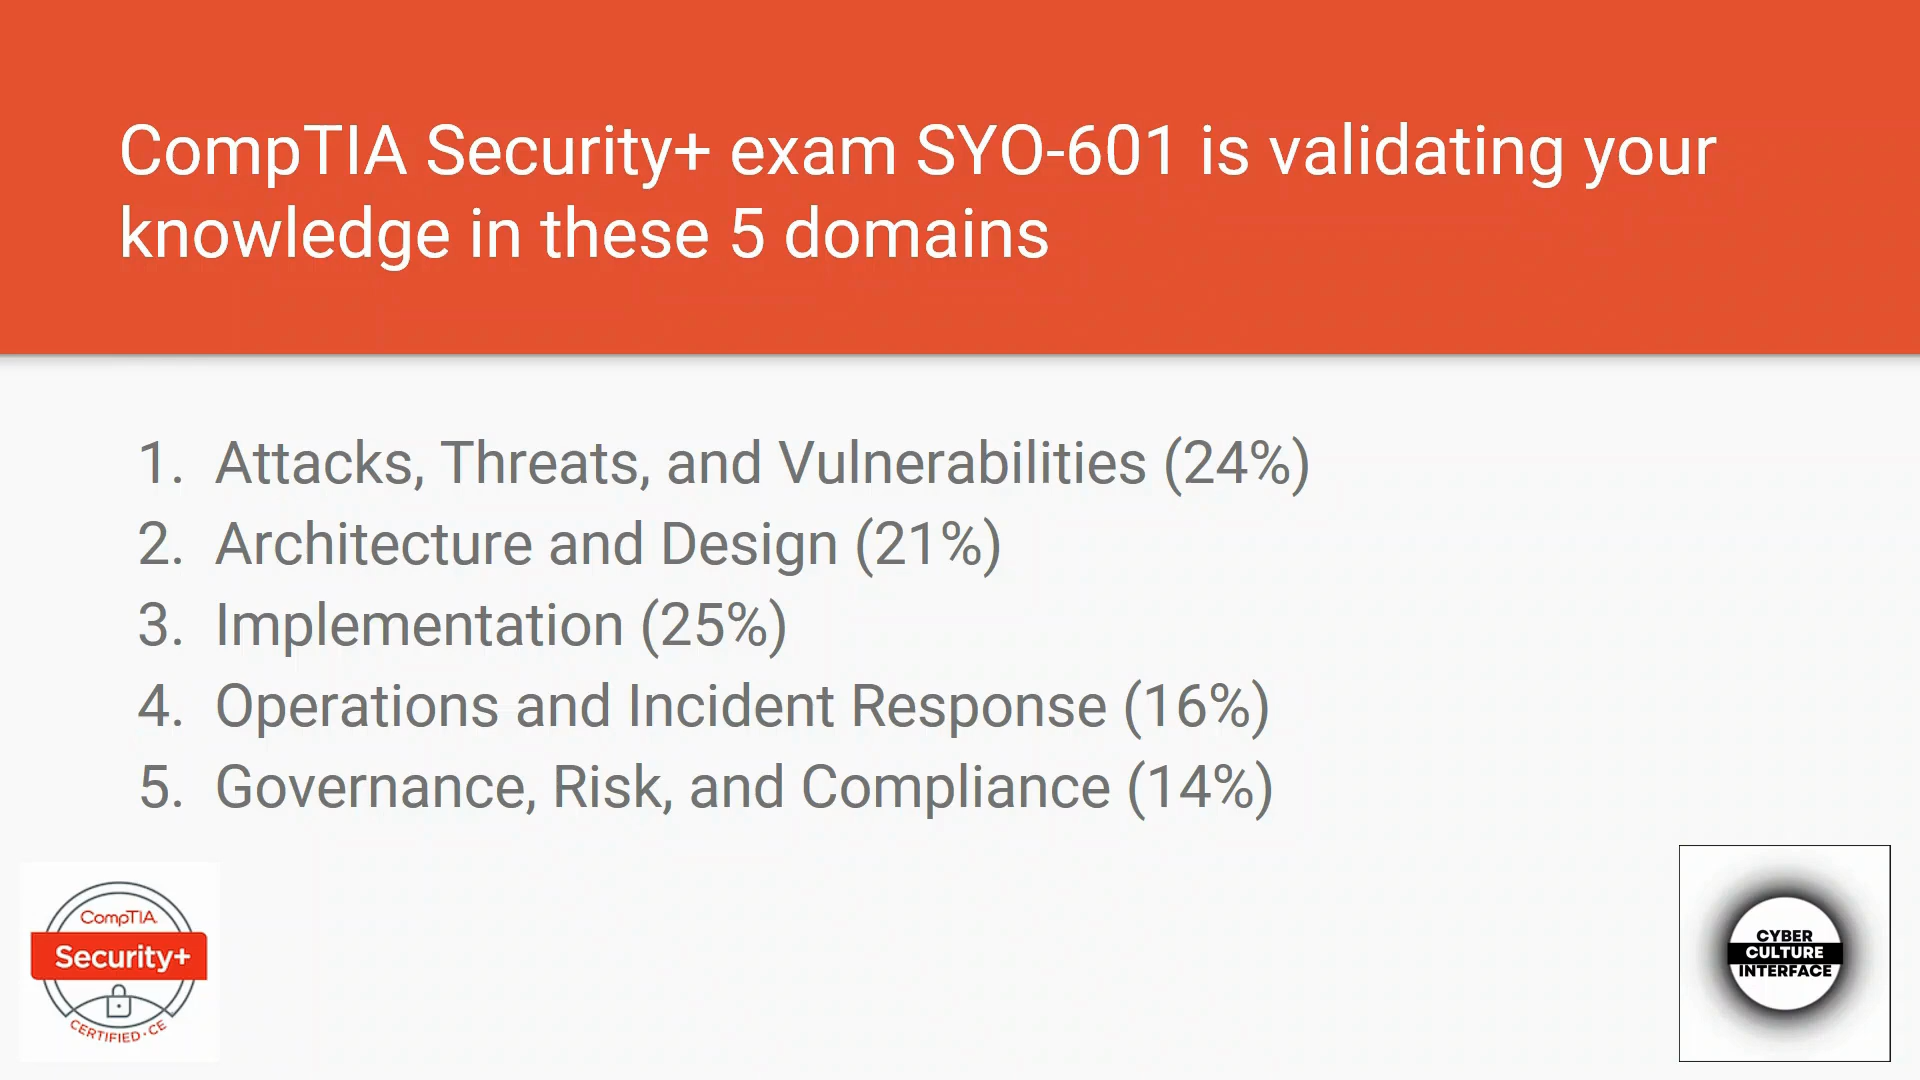 CompTIA Security+ exam SYO-601 is validating your
knowledge in these 5 domains
1. Attacks, Threats, and Vulnerabilities (24%)
2. Architecture and Design (21%)
3. Implementation (25%)
4. Operations and Incident Response (16%)
5. Governance, Risk, and Compliance (14%)
CompTIA.
Security+
CERTIFIED·CE
CYBER
CULTURE
INTERFACE